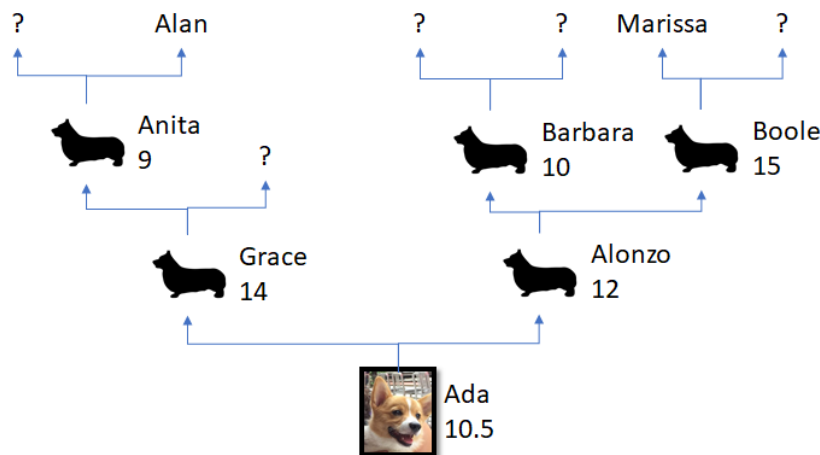 ? Alan ? ? Marissa ?
Anita
9
?
Barbara
10
Boole
15
Grace
14
Alonzo
12
Ada
10.5